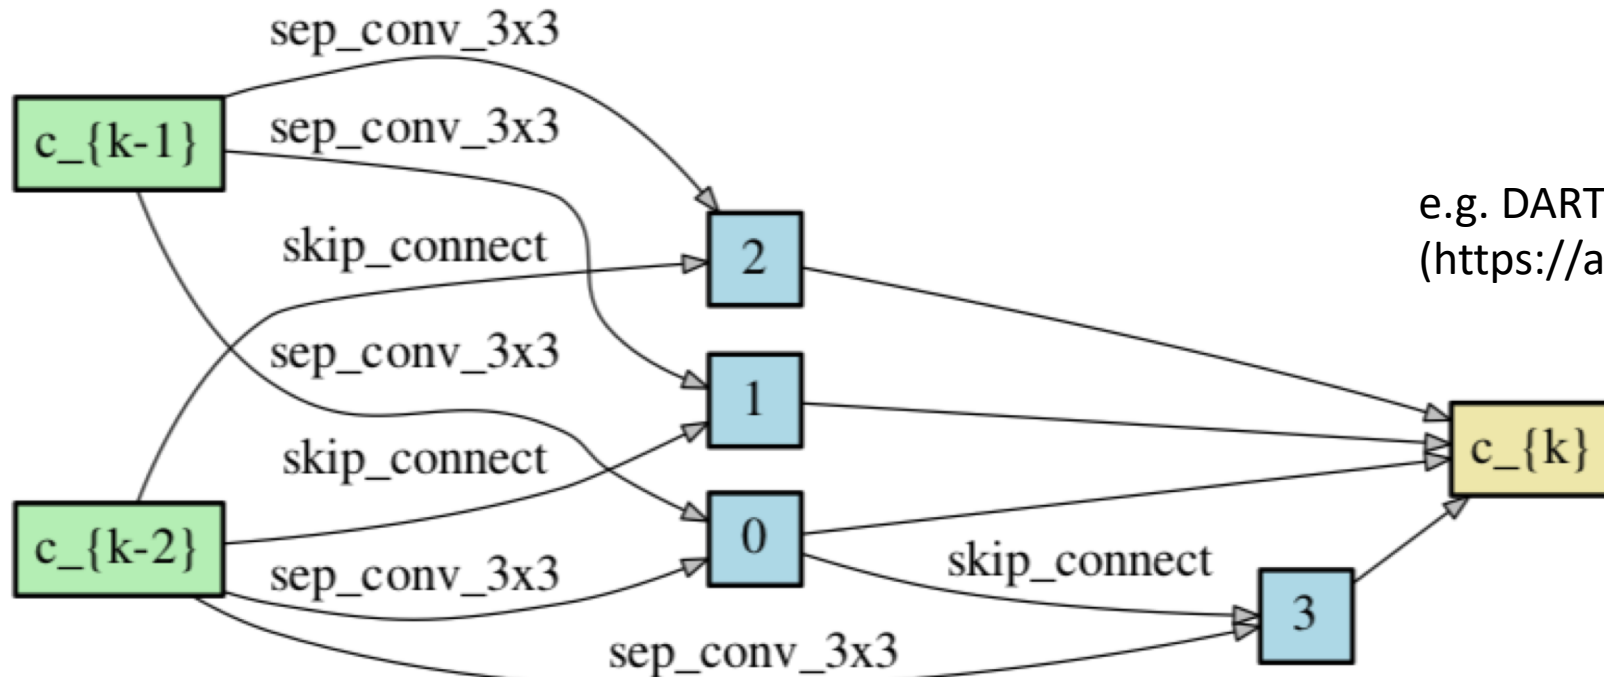 sep_conv_3x3
c_{k-1}
sep_conv_3x3
skip_connect
2
e.g. DART
(https://a
sep_conv_3x3
1
c_{k}
skip_connect
c_{k-2}
0
sep_conv_3x3
skip_connect
3
sep_conv_3x3